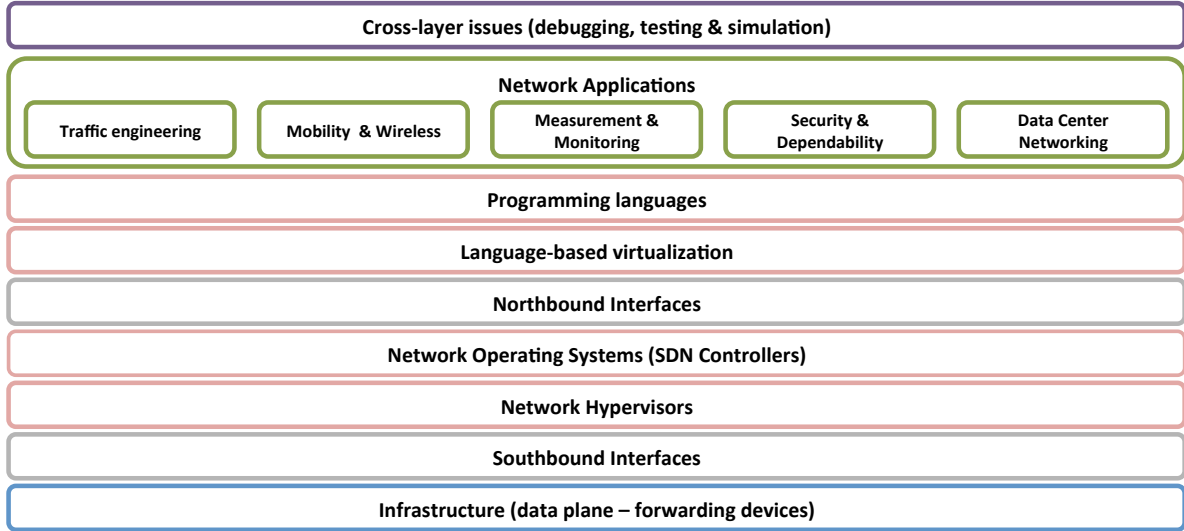 Cross-layer issues (debugging, testing & simulation)
Network Applications
Traffic engineering
Mobility & Wireless
Measurement &
Monitoring
Security &
Dependability
Data Center
Networking
Programming languages
Language-based virtualization
Northbound Interfaces
Network Operating Systems (SDN Controllers)
Network Hypervisors
Southbound Interfaces
Infrastructure (data plane – forwarding devices)